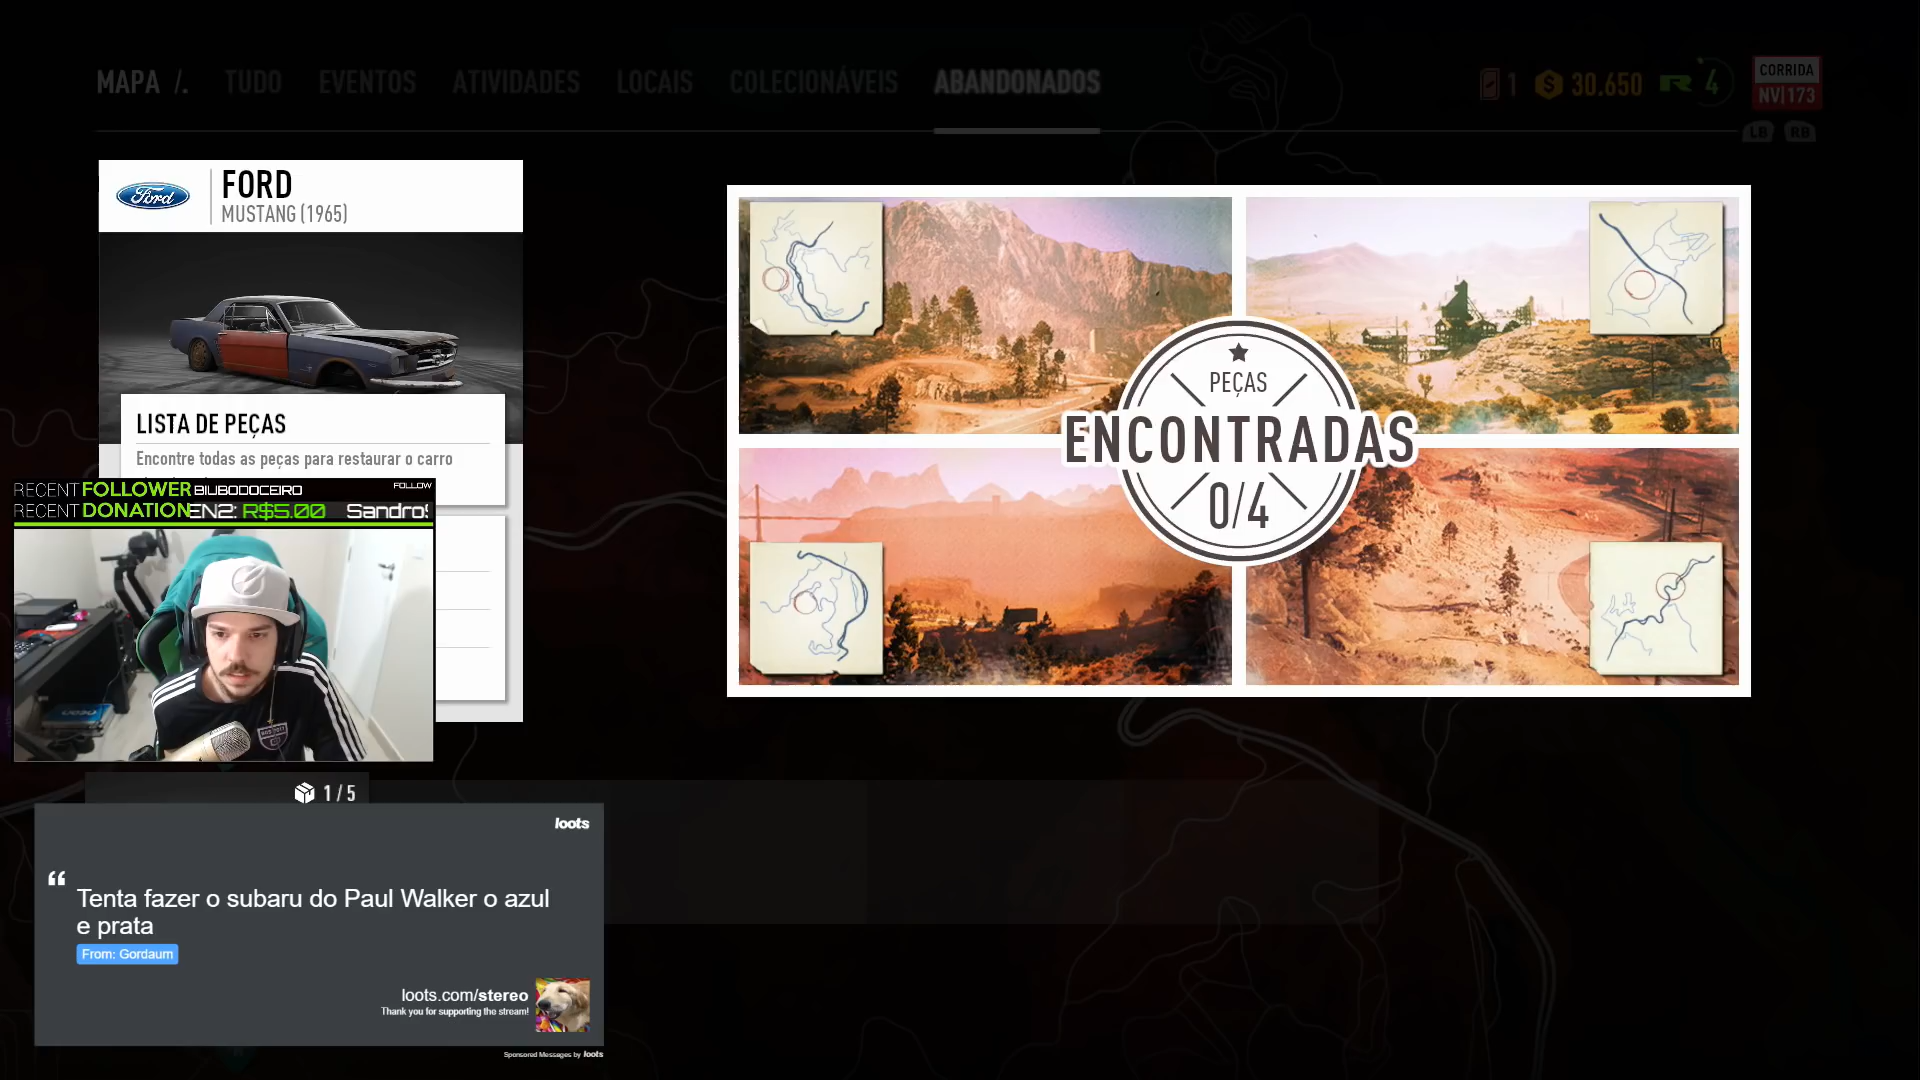 MAPA /. TUDO EVENTOS ATIVIDADES LOCAIS COLECIONÁVEIS ABANDONADOS
1 30.650 R 4
CORRIDA
NV|173
LB RB
Ford
FORD
MUSTANG (1965)
LISTA DE PEÇAS
Encontre todas as peças para restaurar o carro
PEÇAS
ENCONTRADAS
0/4
RECENT FOLLOWER BIUBODOCEIRO FOLLOW
RECENT DONATION EN2: R$5.00 Sandro
1 / 5
loots
“
Tenta fazer o subaru do Paul Walker o azul
e prata
From: Gordaum
loots.com/stereo
Thank you for supporting the stream!
Sponsored Messages by loots